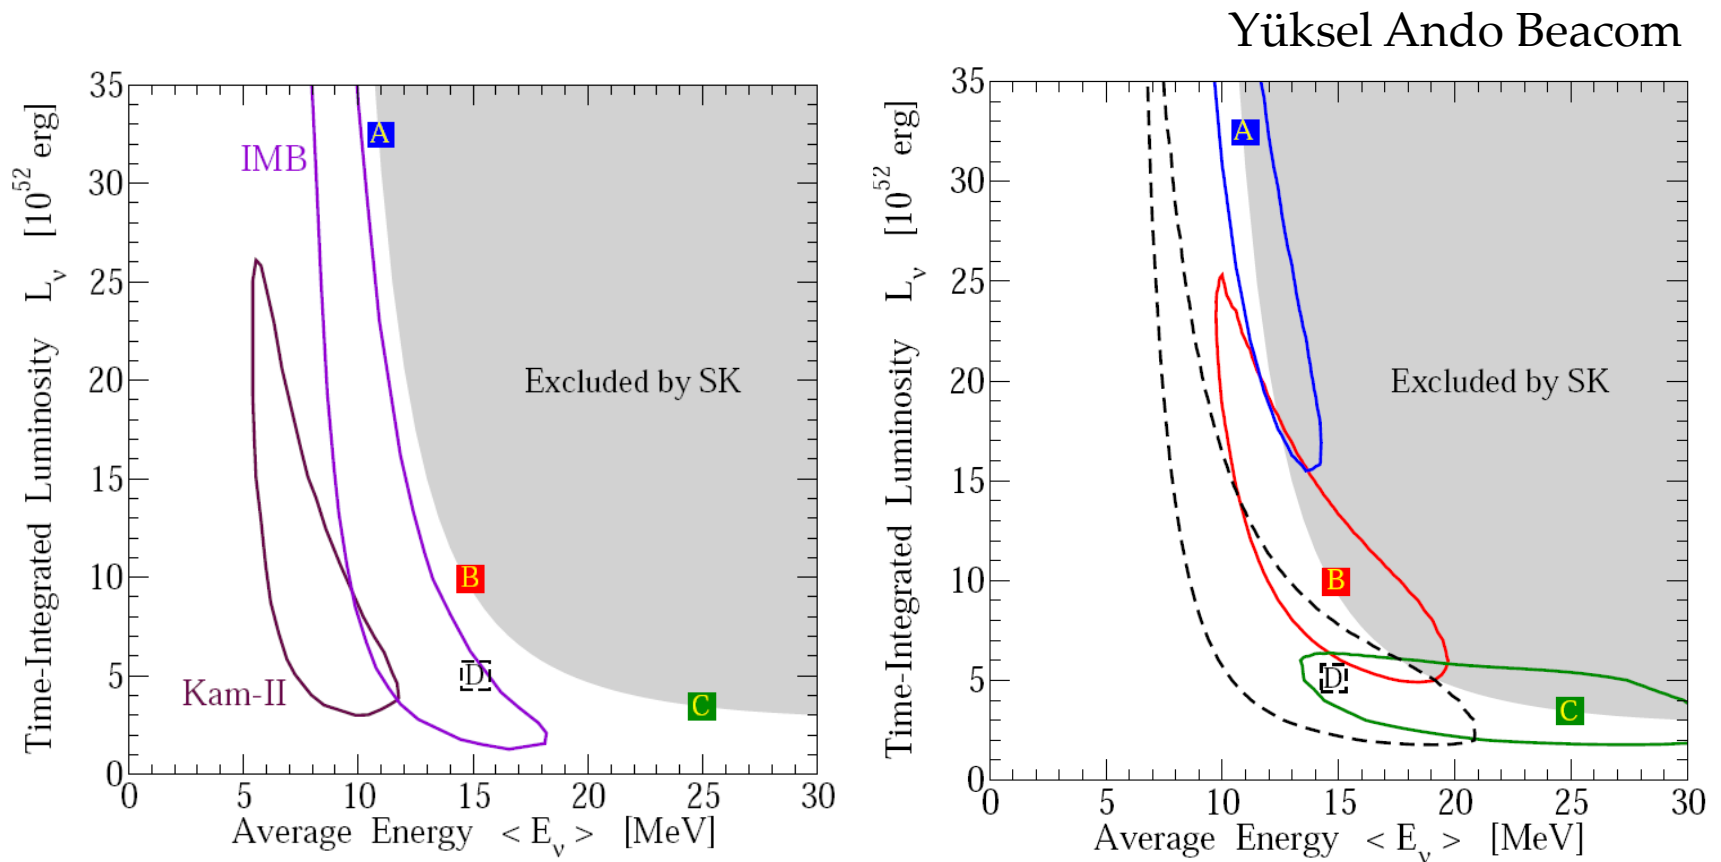 Yüksel Ando Beacom
Time-Integrated Luminosity L_ν [10^52 erg]
35
30
25
20
15
10
5
0
IMB
Kam-II
A
B
C
D
Excluded by SK
0 5 10 15 20 25 30
Average Energy < E_ν > [MeV]
Time-Integrated Luminosity L_ν [10^52 erg]
35
30
25
20
15
10
5
0
A
B
C
D
Excluded by SK
0 5 10 15 20 25 30
Average Energy < E_ν > [MeV]